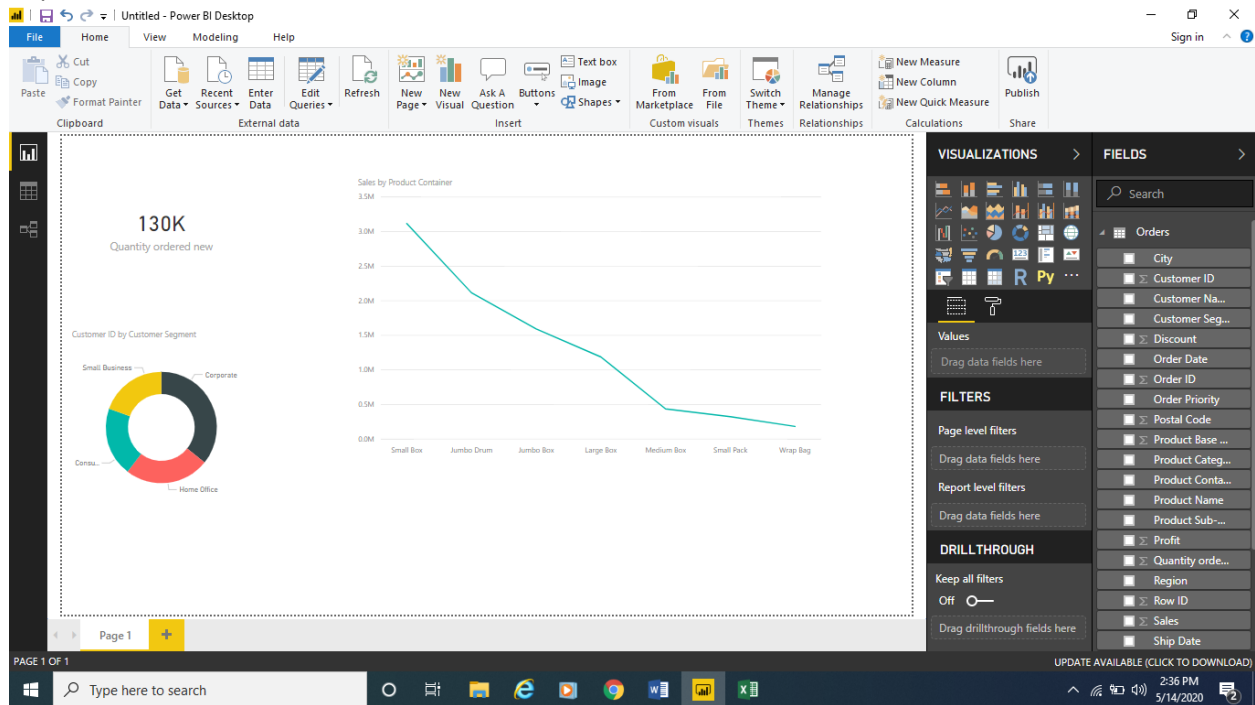 Untitled - Power BI Desktop
File Home View Modeling Help Sign in
Paste
Cut
Copy
Format Painter
Clipboard
Get Data
Recent Sources
Enter Data
Edit Queries
Refresh
External data
New Page
New Visual
Ask A Question
Buttons
Text box
Image
Shapes
Insert
From Marketplace
From File
Custom visuals
Switch Theme
Themes
Manage Relationships
Relationships
New Measure
New Column
New Quick Measure
Calculations
Publish
Share
130K
Quantity ordered new
Customer ID by Customer Segment
Small Business
Corporate
Consu...
Home Office
Sales by Product Container
3.5M
3.0M
2.5M
2.0M
1.5M
1.0M
0.5M
0.0M
Small Box Jumbo Drum Jumbo Box Large Box Medium Box Small Pack Wrap Bag
VISUALIZATIONS
123
R Py ...
Values
Drag data fields here
FILTERS
Page level filters
Drag data fields here
Report level filters
Drag data fields here
DRILLTHROUGH
Keep all filters
Off
Drag drillthrough fields here
FIELDS
Search
Orders
City
Σ Customer ID
Customer Na...
Customer Seg...
Σ Discount
Order Date
Σ Order ID
Order Priority
Σ Postal Code
Σ Product Base ...
Product Categ...
Product Conta...
Product Name
Product Sub-...
Σ Profit
Σ Quantity orde...
Region
Σ Row ID
Σ Sales
Ship Date
Page 1 +
PAGE 1 OF 1
UPDATE AVAILABLE (CLICK TO DOWNLOAD)
Type here to search
2:36 PM
5/14/2020
2